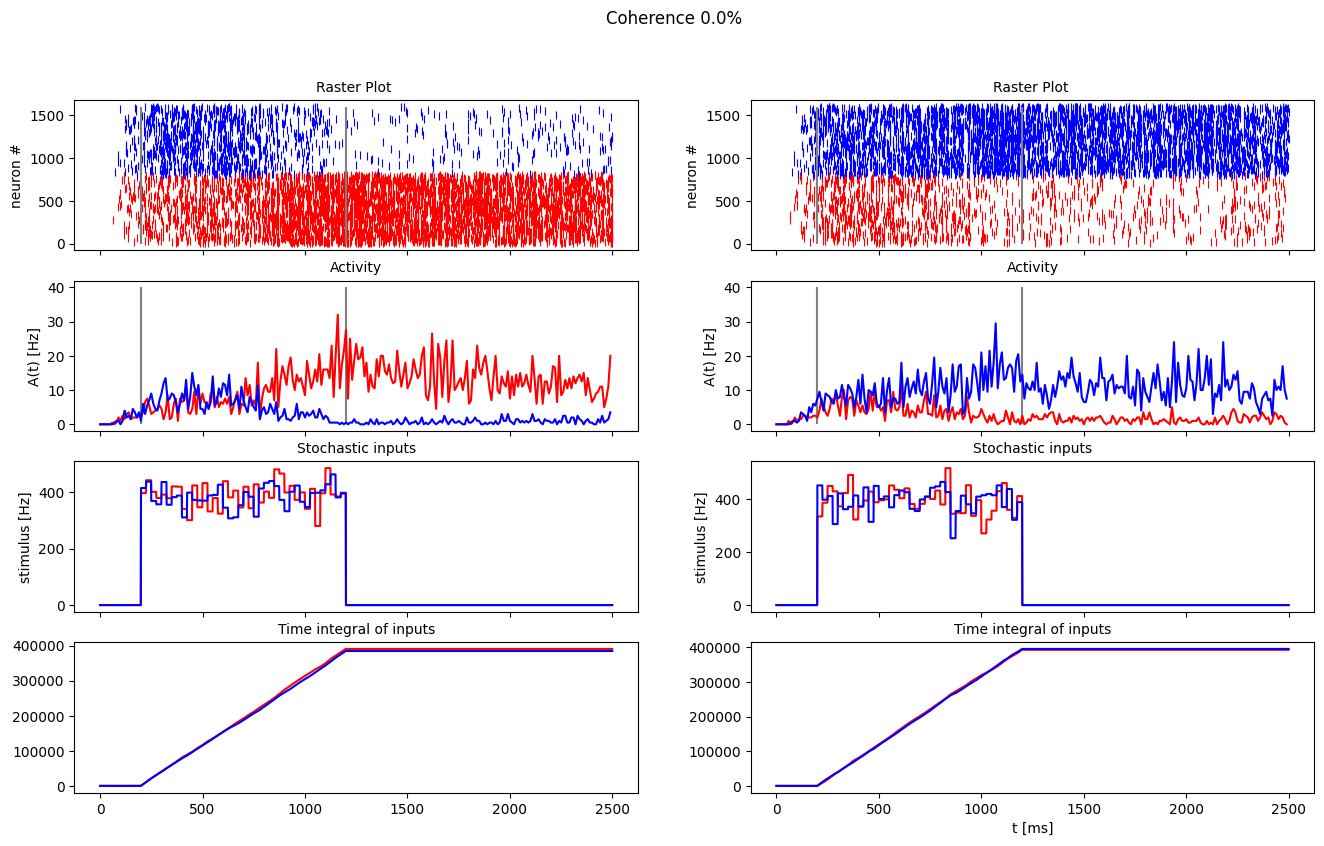 Coherence 0.0%
Raster Plot
neuron #
1500
1000
500
0
Activity
A(t) [Hz]
40
30
20
10
0
Stochastic inputs
stimulus [Hz]
400
200
0
Time integral of inputs
400000
300000
200000
100000
0
0 500 1000 1500 2000 2500
Raster Plot
neuron #
1500
1000
500
0
Activity
A(t) [Hz]
40
30
20
10
0
Stochastic inputs
stimulus [Hz]
400
200
0
Time integral of inputs
400000
300000
200000
100000
0
0 500 1000 1500 2000 2500
t [ms]